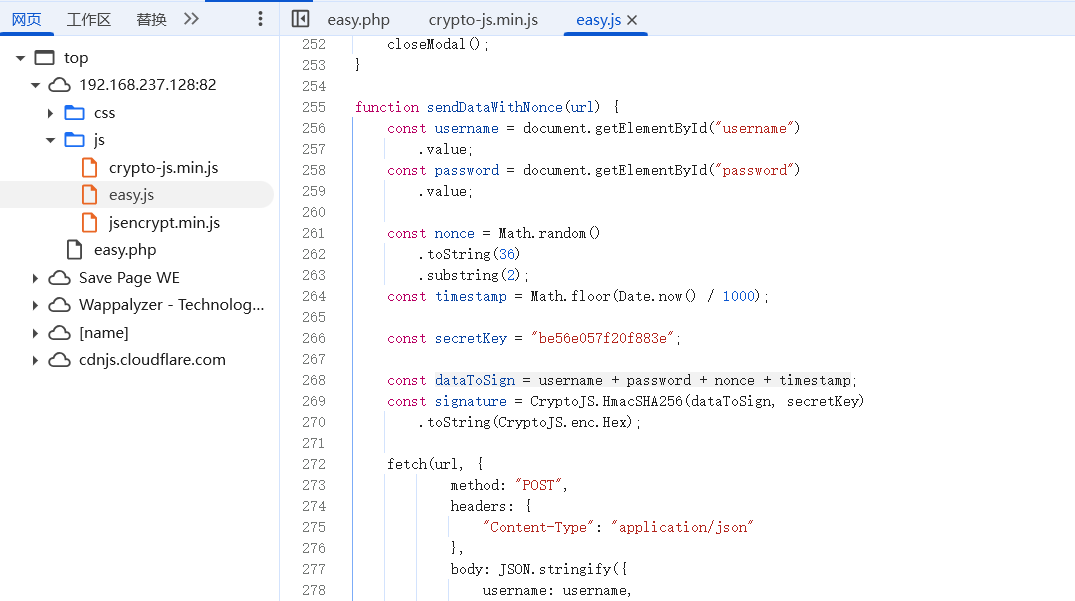 网页 工作区 替换
top
192.168.237.128:82
css
js
crypto-js.min.js
easy.js
jsencrypt.min.js
easy.php
Save Page WE
Wappalyzer - Technolog...
[name]
cdnjs.cloudflare.com
easy.php crypto-js.min.js easy.js
252 closeModal();
253 }
254
255 function sendDataWithNonce(url) {
256 const username = document.getElementById("username")
257 .value;
258 const password = document.getElementById("password")
259 .value;
260
261 const nonce = Math.random()
262 .toString(36)
263 .substring(2);
264 const timestamp = Math.floor(Date.now() / 1000);
265
266 const secretKey = "be56e057f20f883e";
267
268 const dataToSign = username + password + nonce + timestamp;
269 const signature = CryptoJS.HmacSHA256(dataToSign, secretKey)
270 .toString(CryptoJS.enc.Hex);
271
272 fetch(url, {
273 method: "POST",
274 headers: {
275 "Content-Type": "application/json"
276 },
277 body: JSON.stringify({
278 username: username,